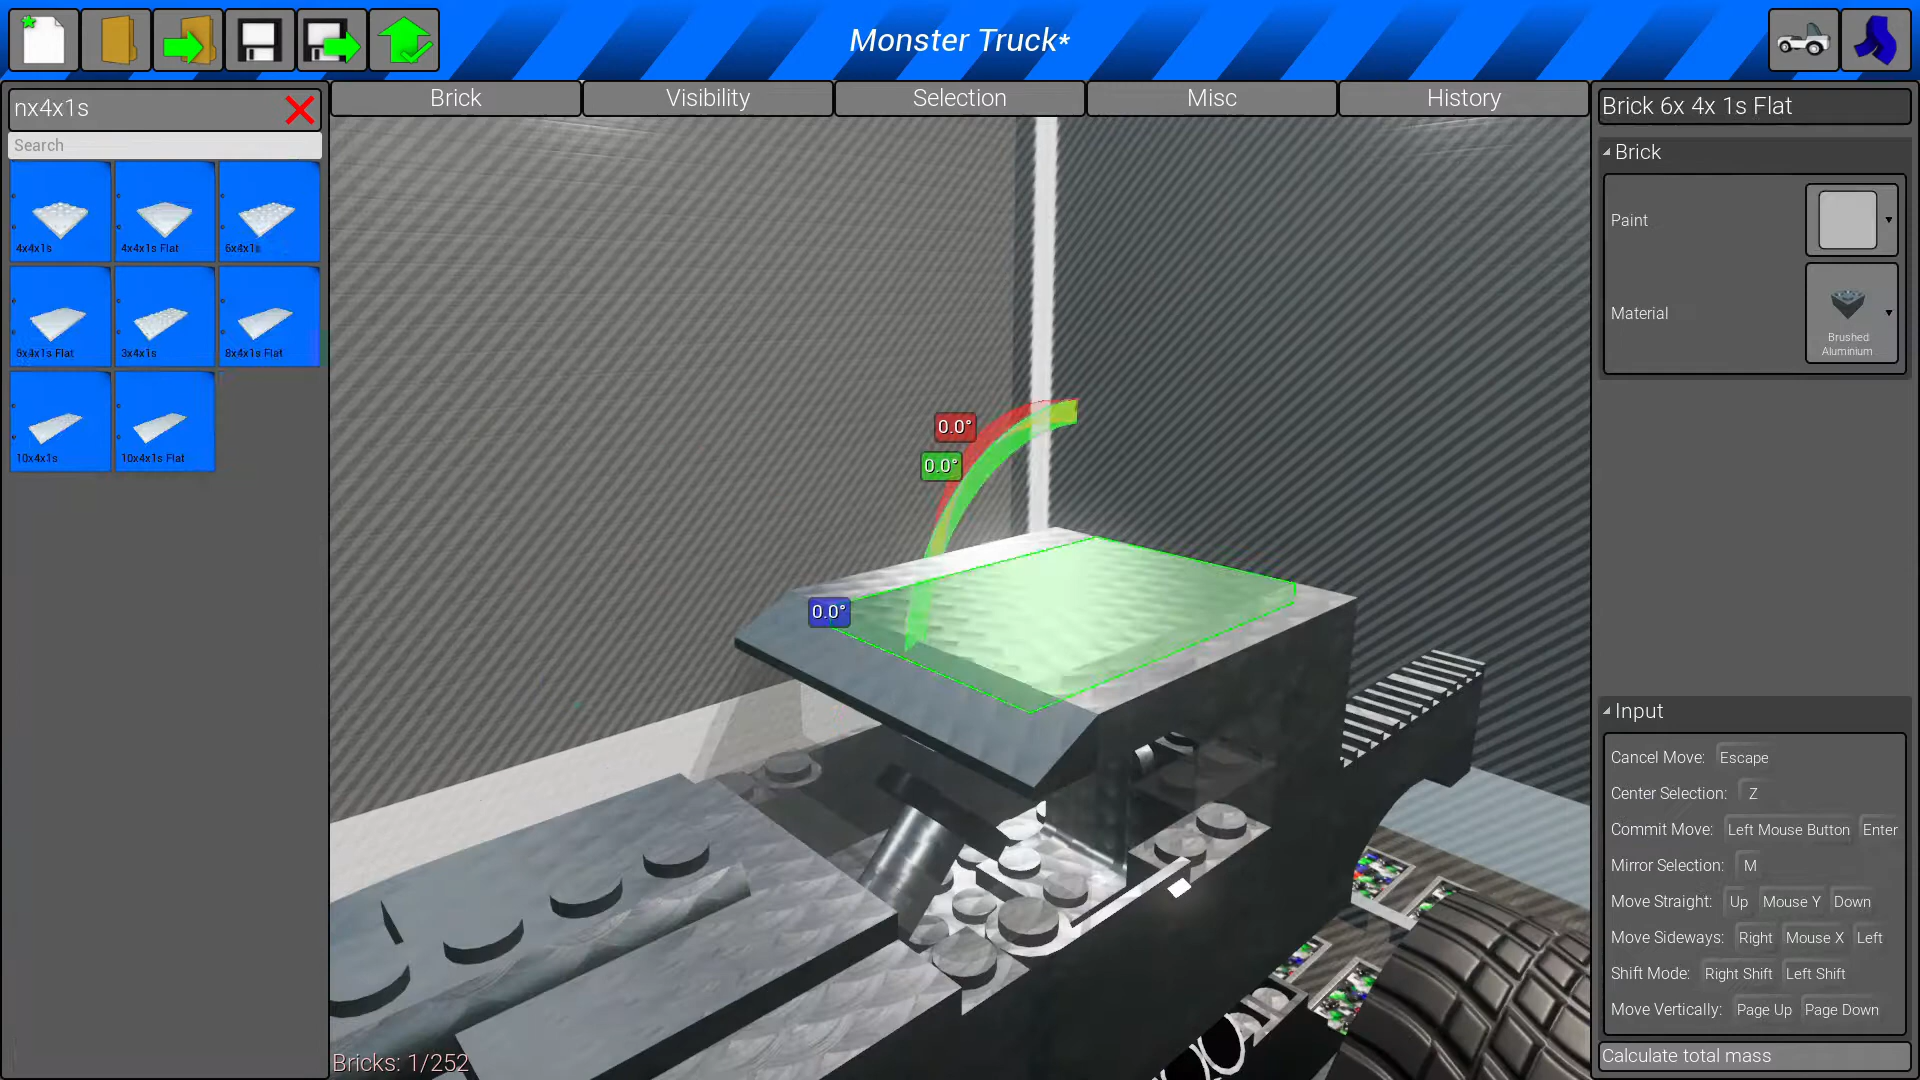 Monster Truck*
nx4x1s
Search
4x4x1s
4x4x1s Flat
6x4x1s
6x4x1s Flat
3x4x1s
8x4x1s Flat
10x4x1s
10x4x1s Flat
Brick
Visibility
Selection
Misc
History
0.0°
0.0°
0.0°
Bricks: 1/252
Brick 6x 4x 1s Flat
Brick
Paint
Material
Brushed
Aluminium
Input
Cancel Move: Escape
Center Selection: Z
Commit Move: Left Mouse Button Enter
Mirror Selection: M
Move Straight: Up Mouse Y Down
Move Sideways: Right Mouse X Left
Shift Mode: Right Shift Left Shift
Move Vertically: Page Up Page Down
Calculate total mass